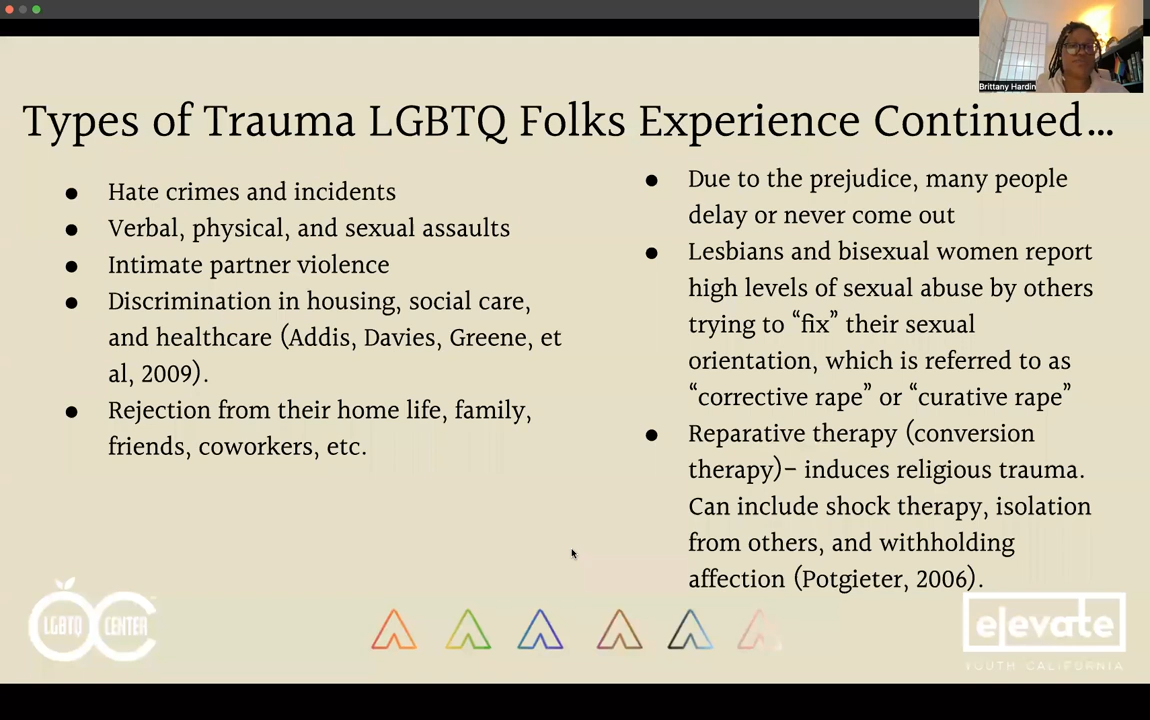 Brittany Hardin
Types of Trauma LGBTQ Folks Experience Continued...
● Hate crimes and incidents
● Verbal, physical, and sexual assaults
● Intimate partner violence
● Discrimination in housing, social care,
and healthcare (Addis, Davies, Greene, et
al, 2009).
● Rejection from their home life, family,
friends, coworkers, etc.
● Due to the prejudice, many people
delay or never come out
● Lesbians and bisexual women report
high levels of sexual abuse by others
trying to “fix” their sexual
orientation, which is referred to as
“corrective rape” or “curative rape”
● Reparative therapy (conversion
therapy)- induces religious trauma.
Can include shock therapy, isolation
from others, and withholding
affection (Potgieter, 2006).
LGBTQ CENTER
elevate
YOUTH CALIFORNIA